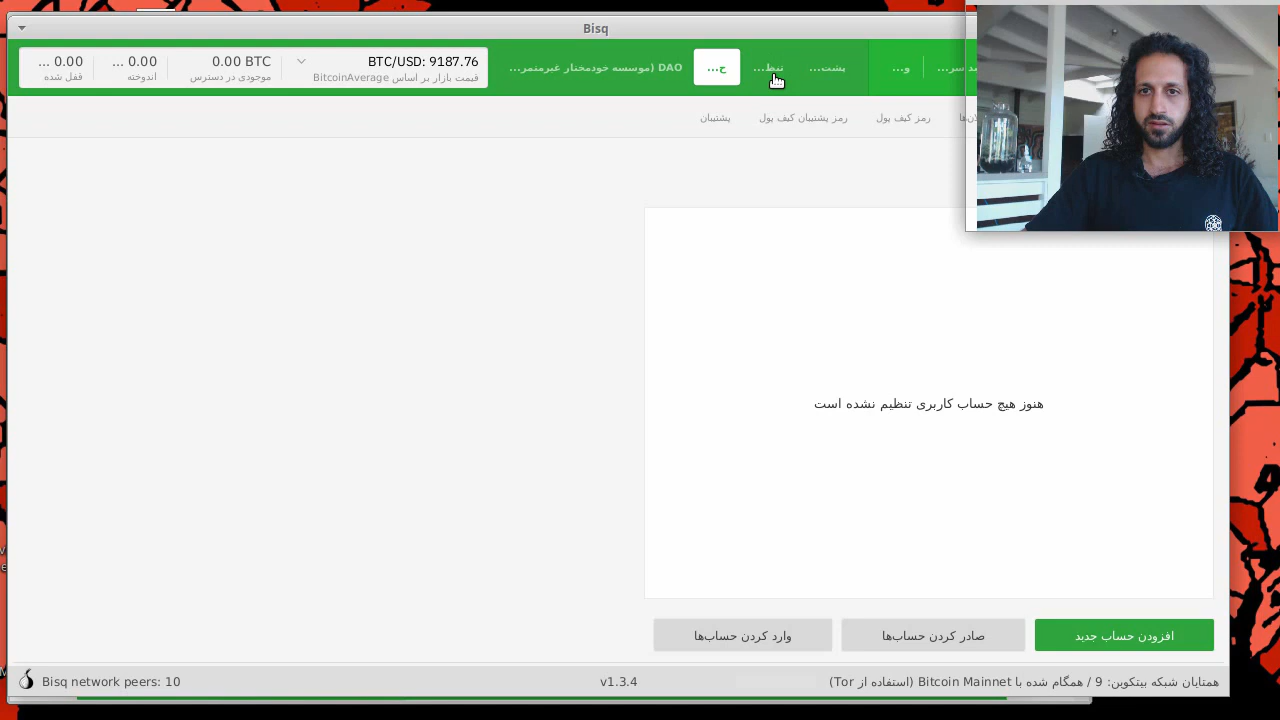 Bisq
BTC/USD: 9187.76
قیمت بازار بر اساس BitcoinAverage
0.00 BTC
موجودی در دسترس
0.00 ...
اندوخته
0.00 ...
قفل شده
سر...
و...
پشت...
تنظ...
ح...
DAO (موسسه خودمختار غیرمتمر...
رمز کیف پول
رمز پشتیبان کیف پول
پشتیبان
هنوز هیچ حساب کاربری تنظیم نشده است
افزودن حساب جدید
صادر کردن حساب‌ها
وارد کردن حساب‌ها
همتایان شبکه بیتکوین: 9 / همگام شده با Bitcoin Mainnet (استفاده از Tor)
v1.3.4
Bisq network peers: 10